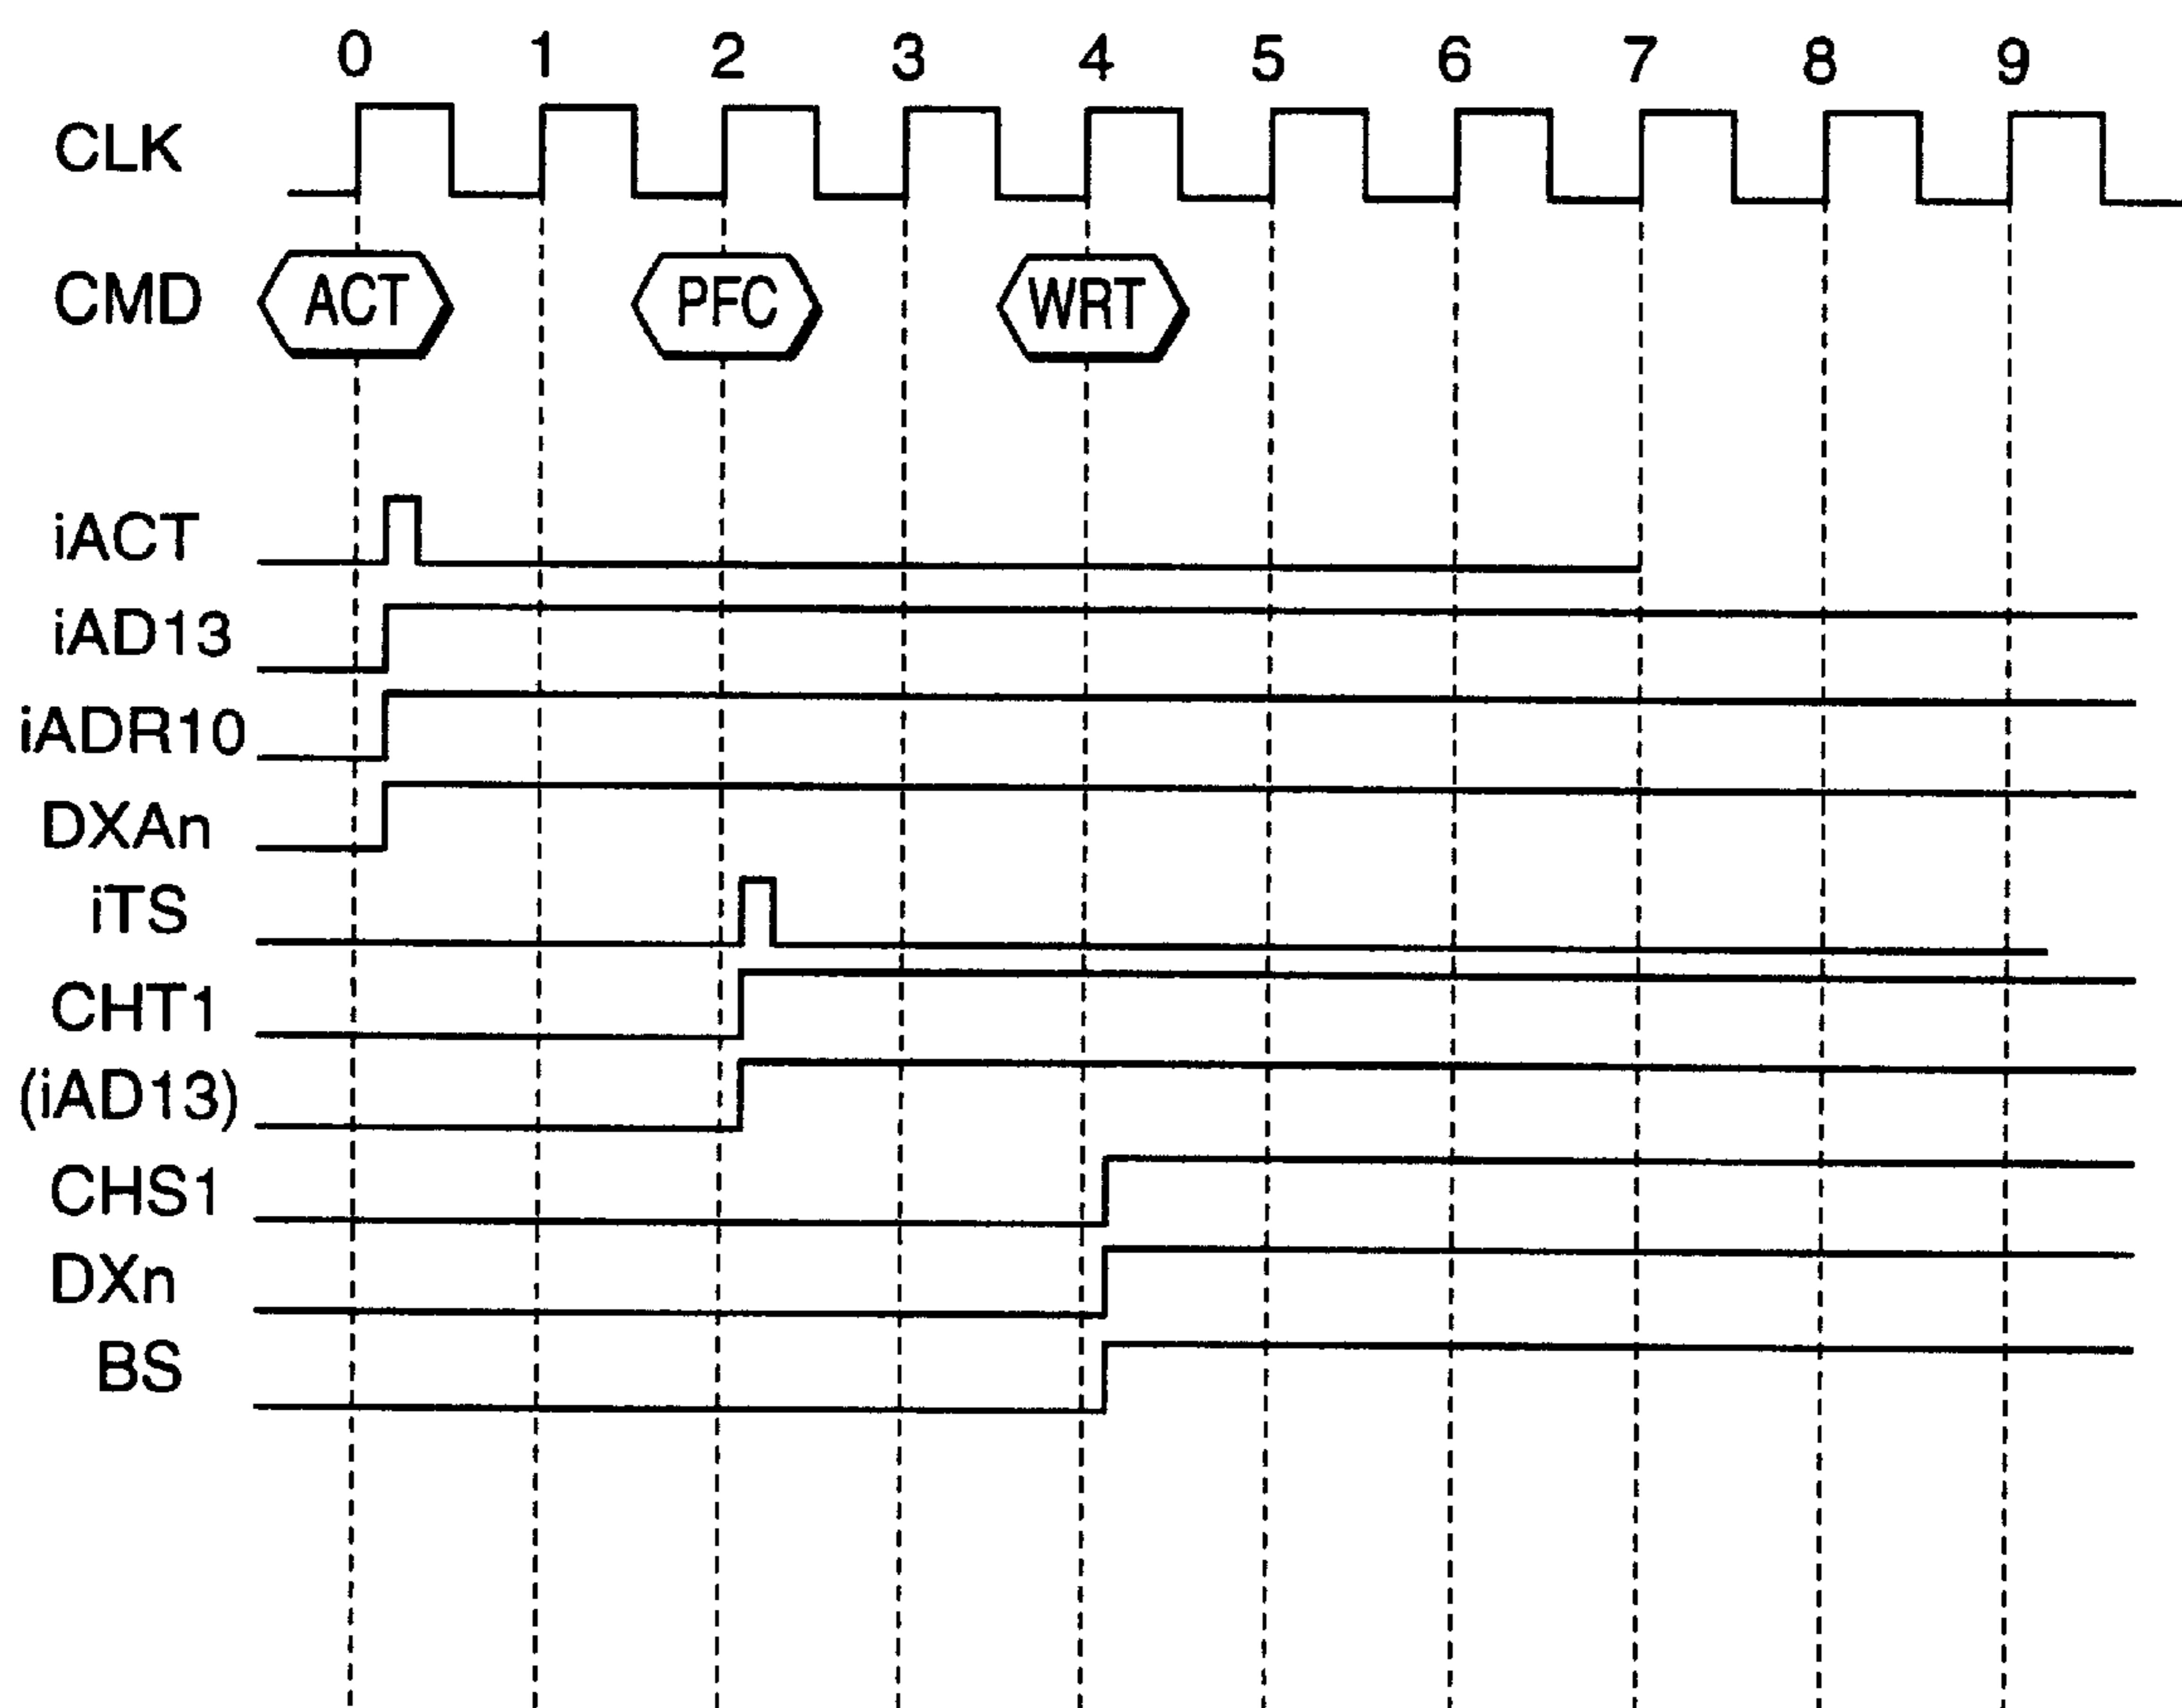 0 1 2 3 4 5 6 7 8 9
CLK
CMD ACT PFC WRT
iACT
iAD13
iADR10
DXAn
iTS
CHT1
(iAD13)
CHS1
DXn
BS